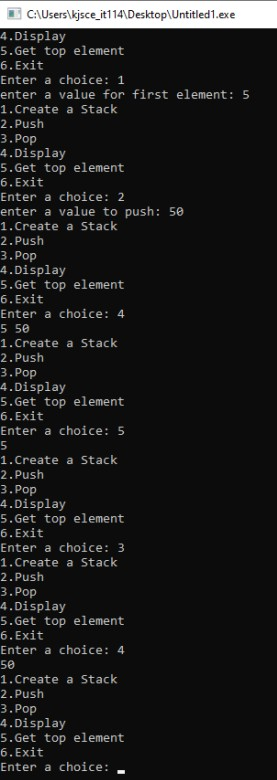 C:\Users\kjsce_it114\Desktop\Untitled1.exe
4.Display
5.Get top element
6.Exit
Enter a choice: 1
enter a value for first element: 5
1.Create a Stack
2.Push
3.Pop
4.Display
5.Get top element
6.Exit
Enter a choice: 2
enter a value to push: 50
1.Create a Stack
2.Push
3.Pop
4.Display
5.Get top element
6.Exit
Enter a choice: 4
5 50
1.Create a Stack
2.Push
3.Pop
4.Display
5.Get top element
6.Exit
Enter a choice: 5
5
1.Create a Stack
2.Push
3.Pop
4.Display
5.Get top element
6.Exit
Enter a choice: 3
1.Create a Stack
2.Push
3.Pop
4.Display
5.Get top element
6.Exit
Enter a choice: 4
50
1.Create a Stack
2.Push
3.Pop
4.Display
5.Get top element
6.Exit
Enter a choice: